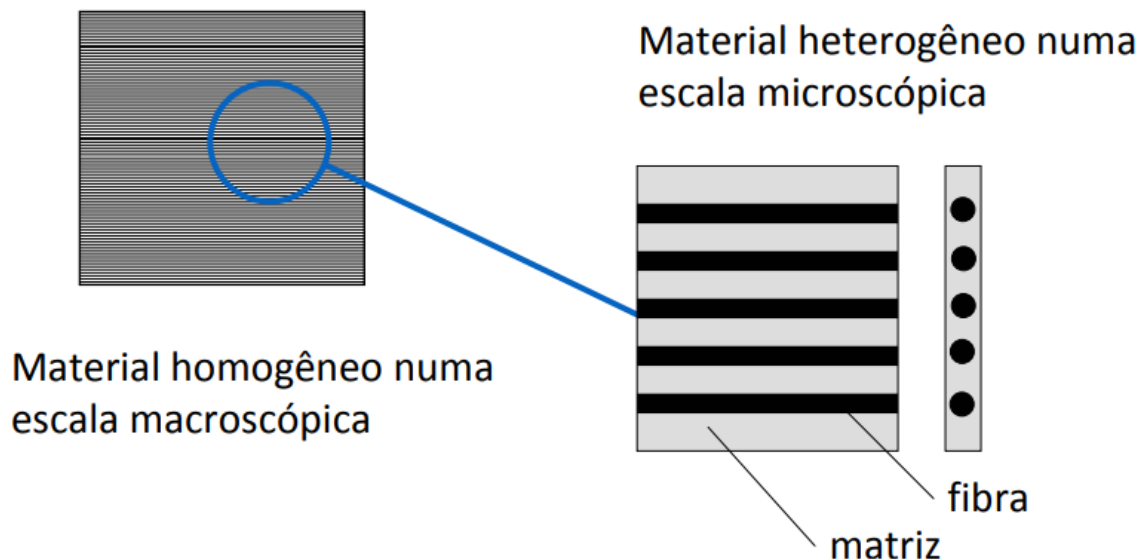 Material heterogêneo numa
escala microscópica
Material homogêneo numa
escala macroscópica
fibra
matriz